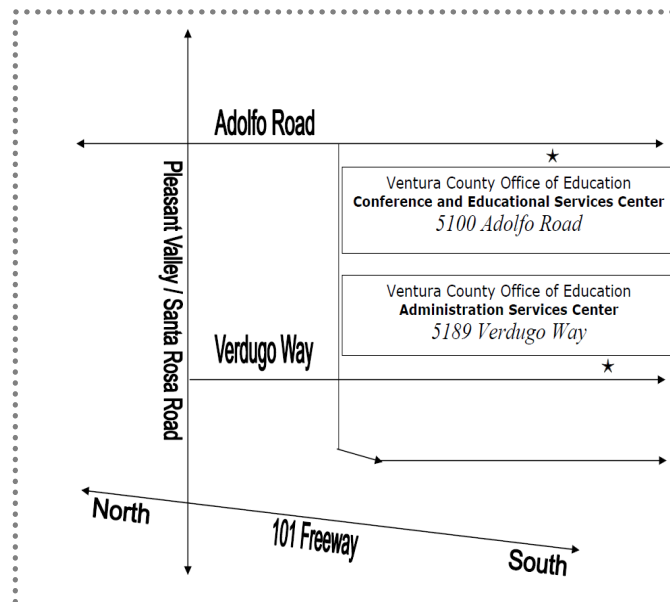 Adolfo Road
Pleasant Valley / Santa Rosa Road
Ventura County Office of Education
Conference and Educational Services Center
5100 Adolfo Road
Ventura County Office of Education
Administration Services Center
5189 Verdugo Way
Verdugo Way
North
101 Freeway
South